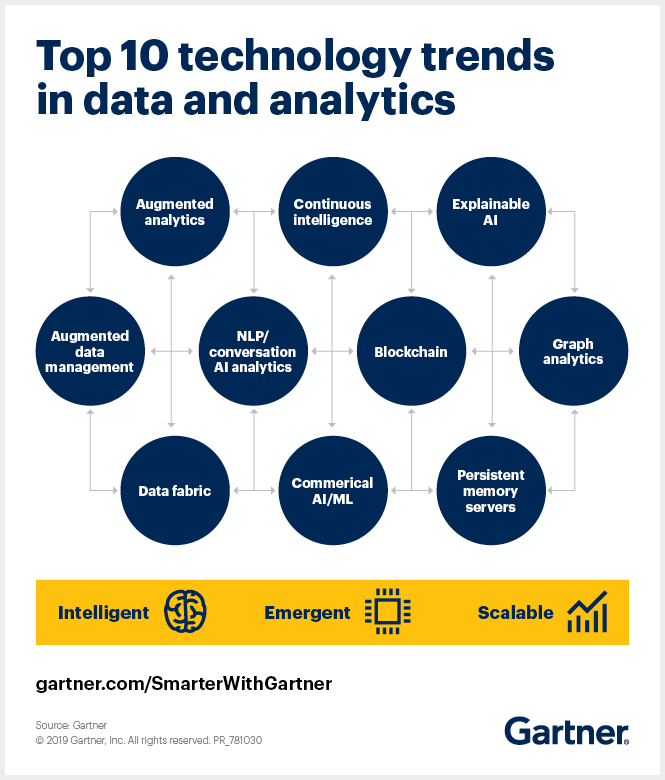 Top 10 technology trends
in data and analytics
Augmented
analytics
Continuous
intelligence
Explainable
AI
Augmented
data
management
NLP/
conversation
AI analytics
Blockchain
Graph
analytics
Data fabric
Commerical
AI/ML
Persistent
memory
servers
Intelligent
Emergent
Scalable
gartner.com/SmarterWithGartner
Source: Gartner
© 2019 Gartner, Inc. All rights reserved. PR_781030
Gartner®